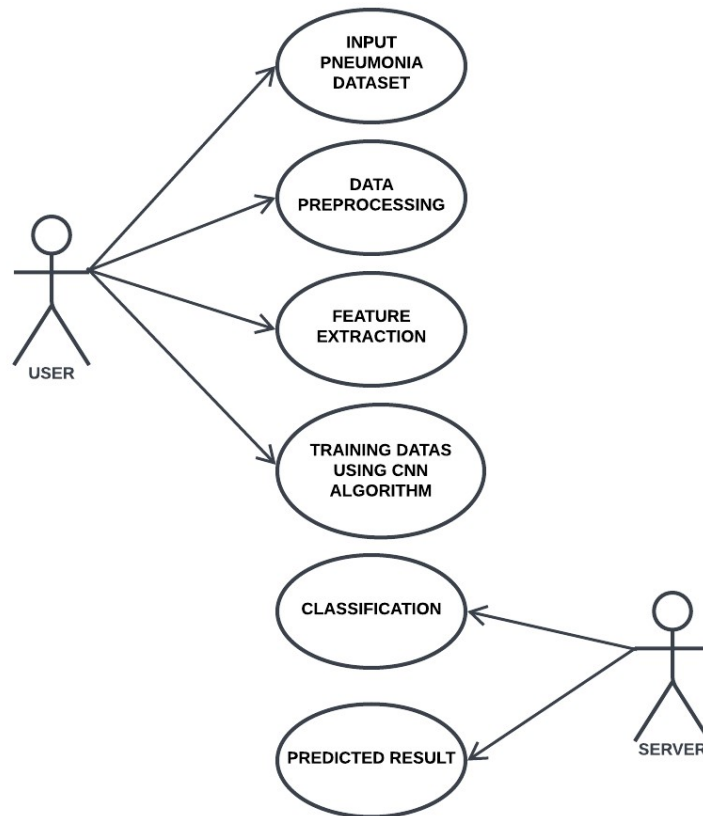 INPUT
PNEUMONIA
DATASET
DATA
PREPROCESSING
FEATURE
EXTRACTION
USER
TRAINING DATAS
USING CNN
ALGORITHM
CLASSIFICATION
PREDICTED RESULT
SERVER